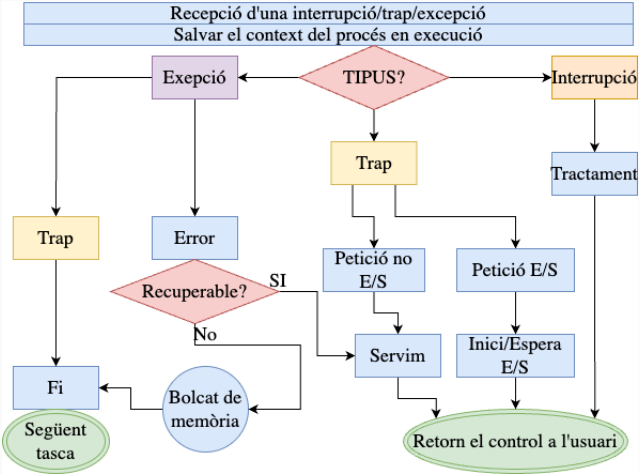 Recepció d'una interrupció/trap/excepció
Salvar el context del procés en execució
Exepció
TIPUS?
Interrupció
Trap
Tractament
Trap
Error
Petició no
E/S
Petició E/S
Recuperable?
SI
No
Servim
Inici/Espera
E/S
Fi
Bolcat de
memòria
Següent
tasca
Retorn el control a l'usuari